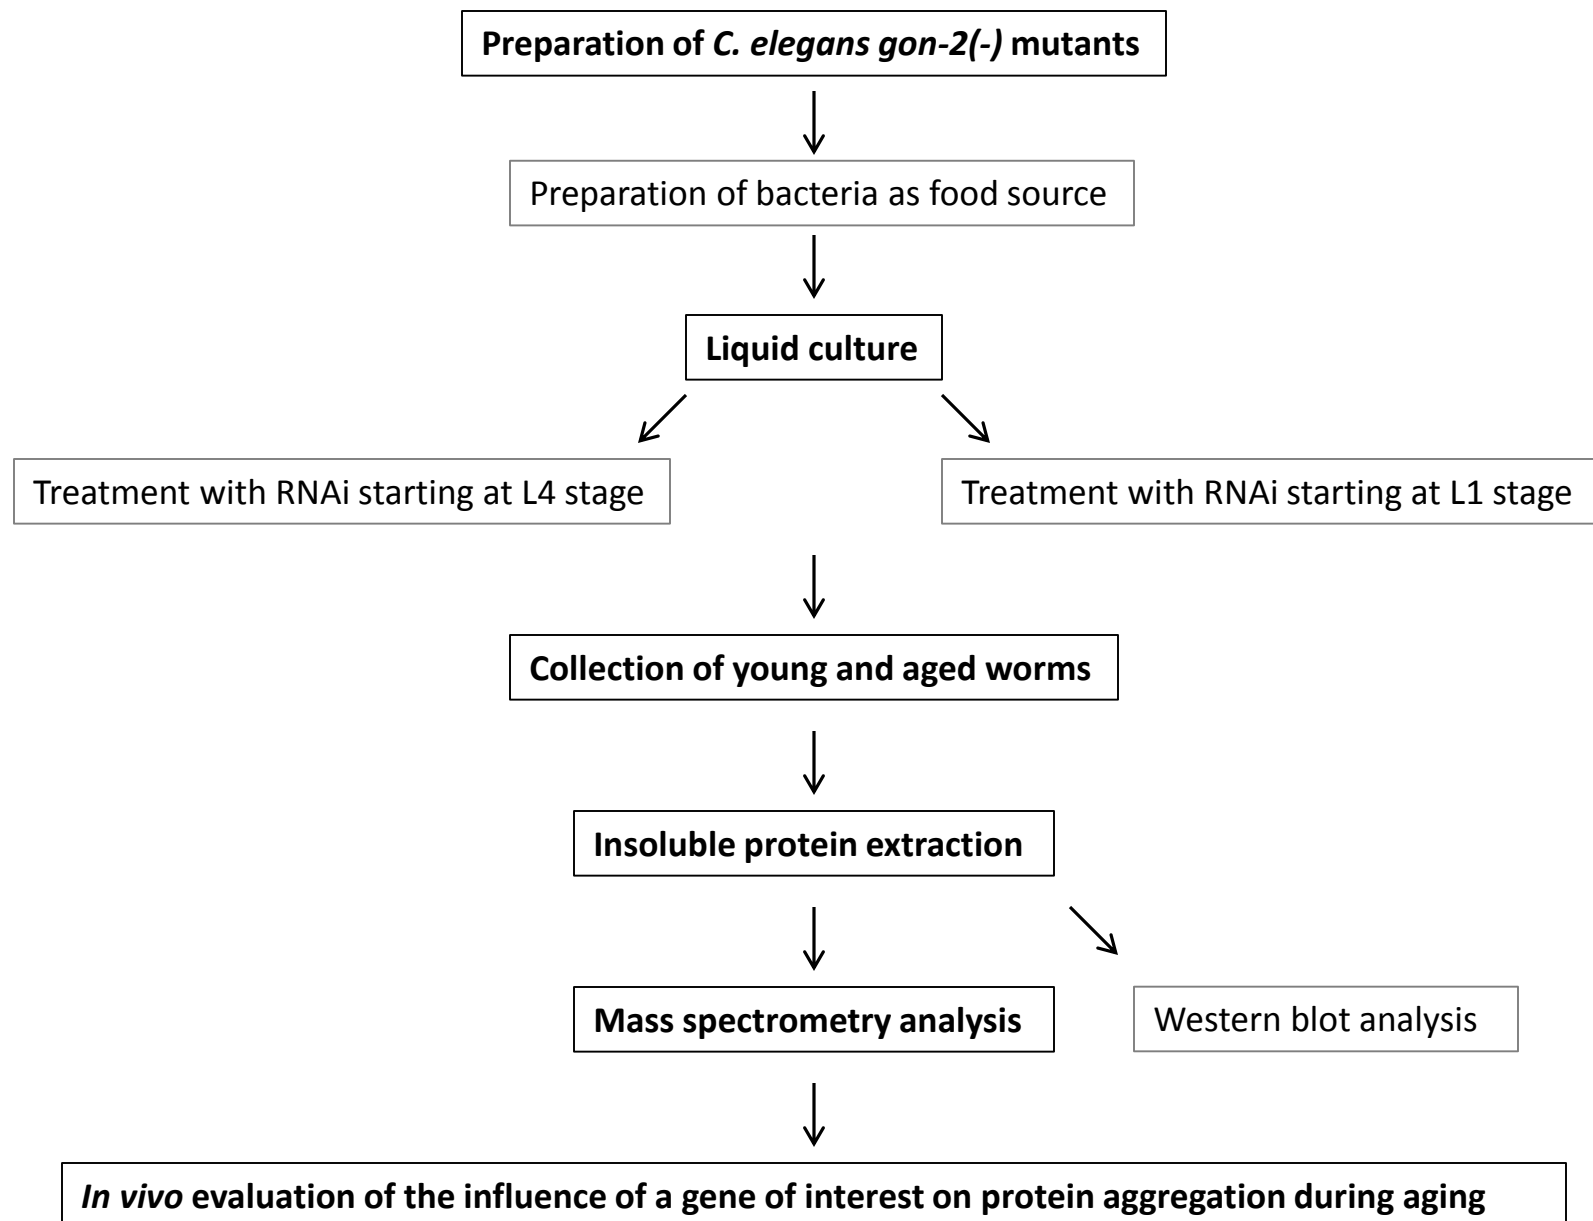 Preparation of C. elegans gon-2(-) mutants
Preparation of bacteria as food source
Liquid culture
Treatment with RNAi starting at L4 stage
Treatment with RNAi starting at L1 stage
Collection of young and aged worms
Insoluble protein extraction
Mass spectrometry analysis
Western blot analysis
In vivo evaluation of the influence of a gene of interest on protein aggregation during aging